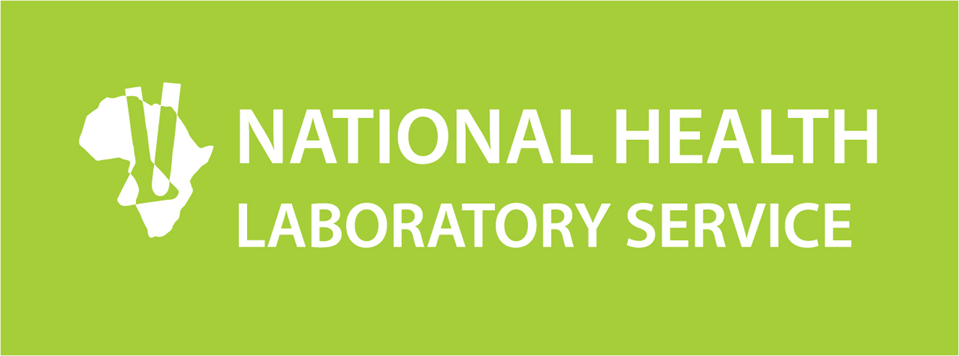 NATIONAL HEALTH
LABORATORY SERVICE